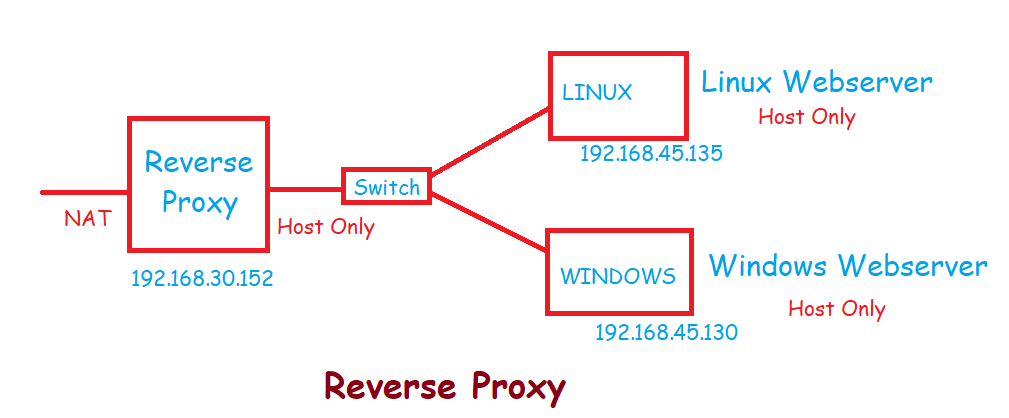 LINUX
Linux Webserver
Host Only
192.168.45.135
Reverse
Proxy
Switch
NAT
Host Only
192.168.30.152
WINDOWS
Windows Webserver
Host Only
192.168.45.130
Reverse Proxy